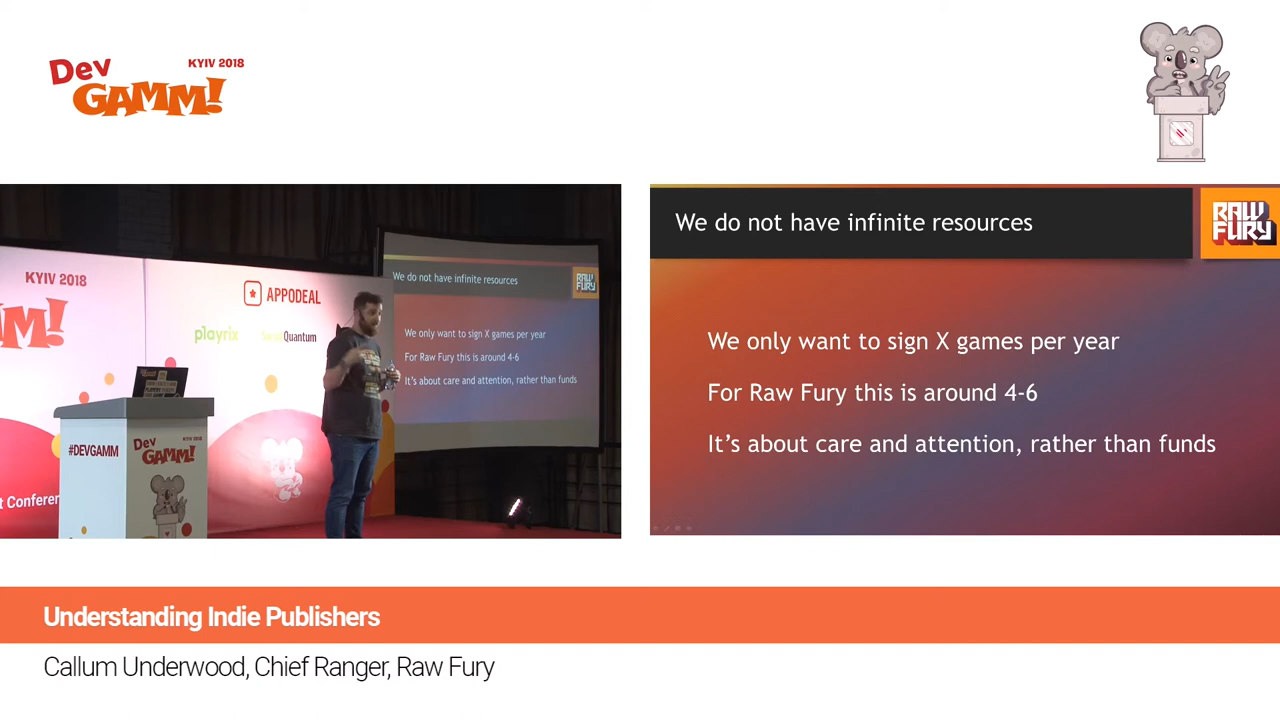 Dev
GAMM!
KYIV 2018
KYIV 2018
M!
APPODEAL
playrix
Quantum
#DEVGAMM
Dev
GAMM!
KYIV 2018
t Conferen
We do not have infinite resources
RAW
FURY
We only want to sign X games per year
For Raw Fury this is around 4-6
It's about care and attention, rather than funds
We do not have infinite resources
RAW
FURY
We only want to sign X games per year
For Raw Fury this is around 4-6
It's about care and attention, rather than funds
Understanding Indie Publishers
Callum Underwood, Chief Ranger, Raw Fury